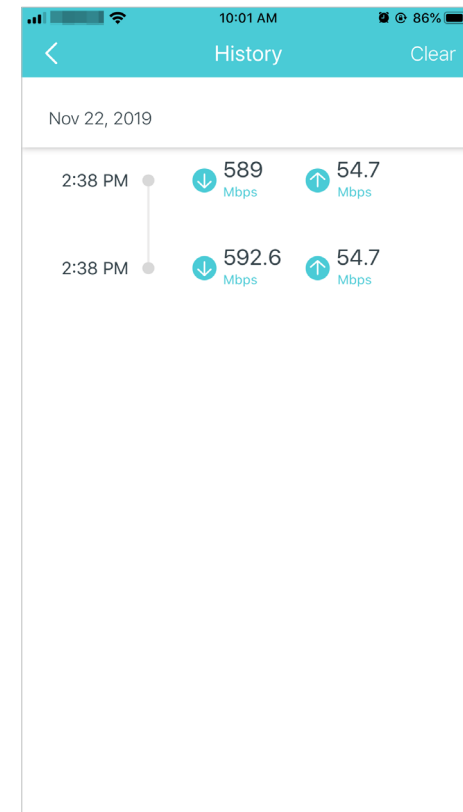 10:01 AM 86%
History Clear
Nov 22, 2019
2:38 PM 589 Mbps 54.7 Mbps
2:38 PM 592.6 Mbps 54.7 Mbps